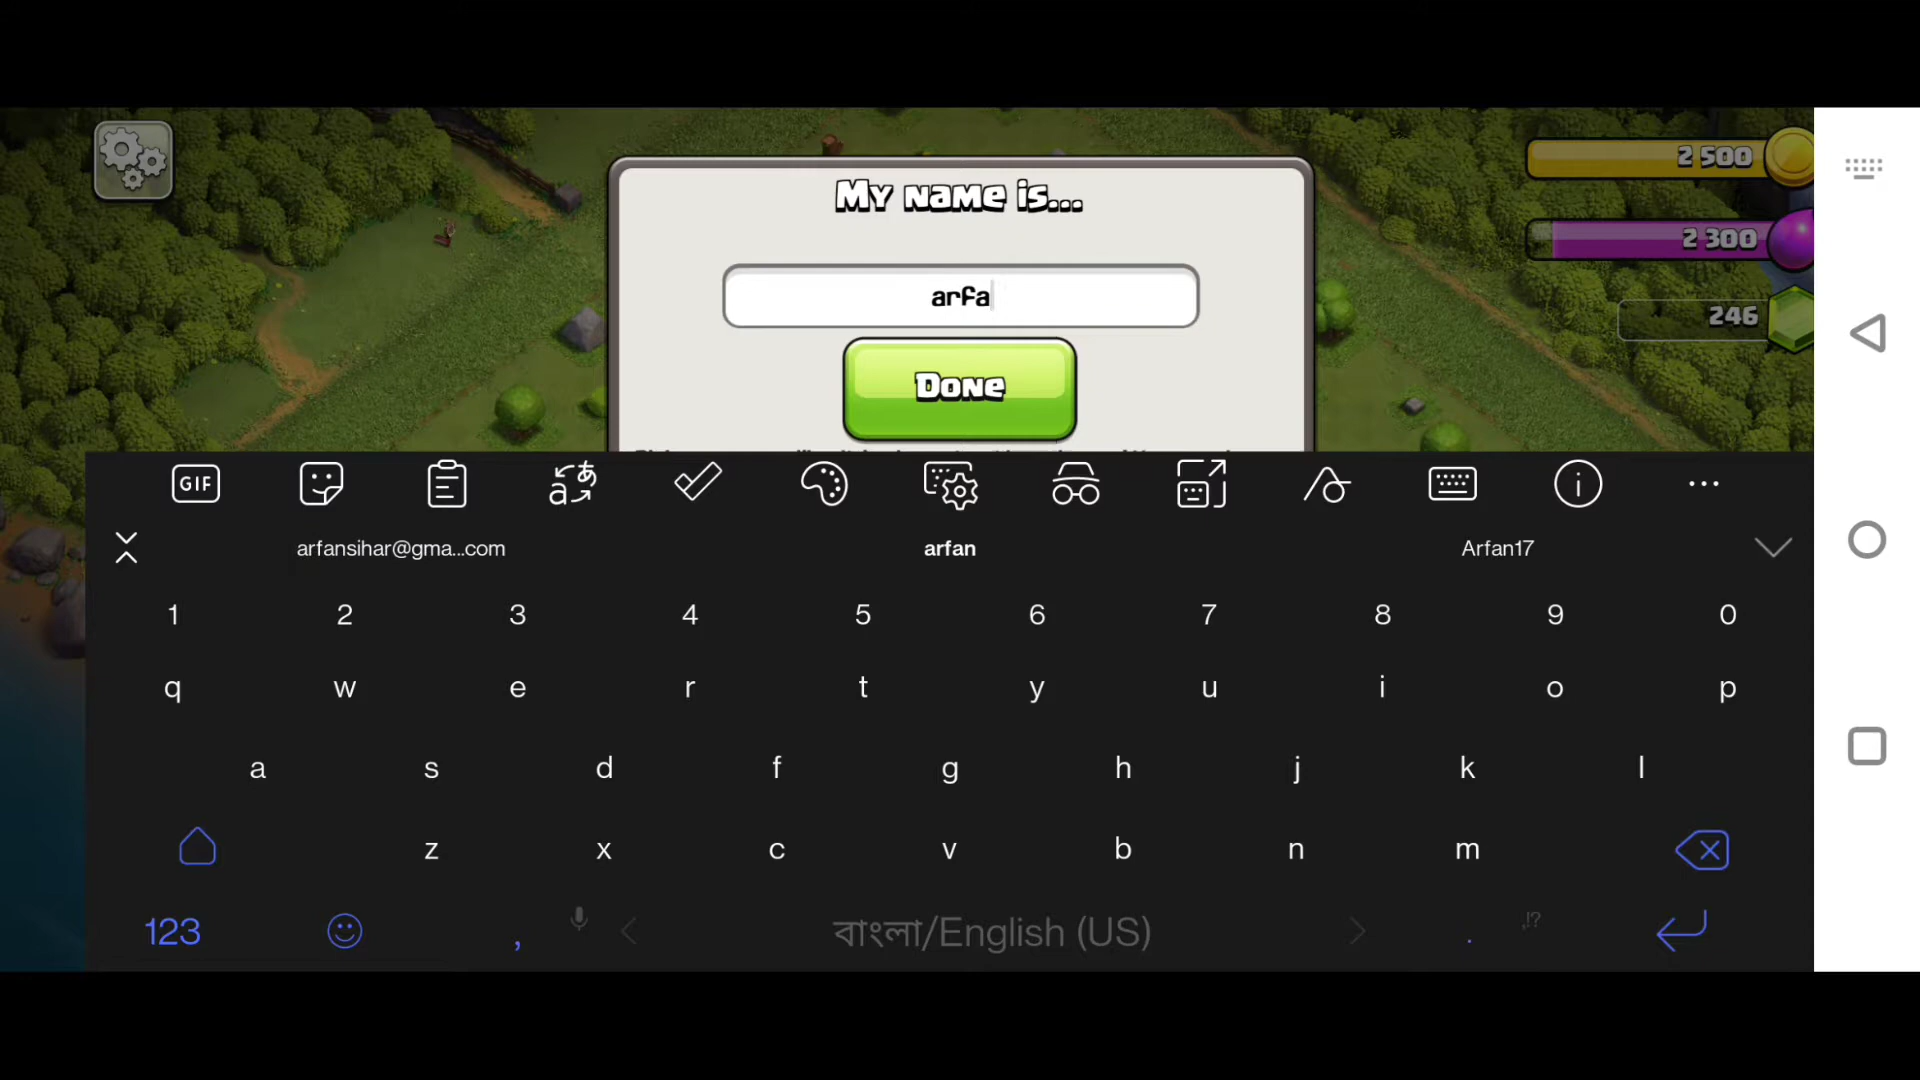 My name is...
2 500
arfa
2 300
246
Done
GIF
arfansihar@gma...com arfan Arfan17
1 2 3 4 5 6 7 8 9 0
q w e r t y u i o p
a s d f g h j k l
z x c v b n m
123 , বাংলা/English (US) . ,!?